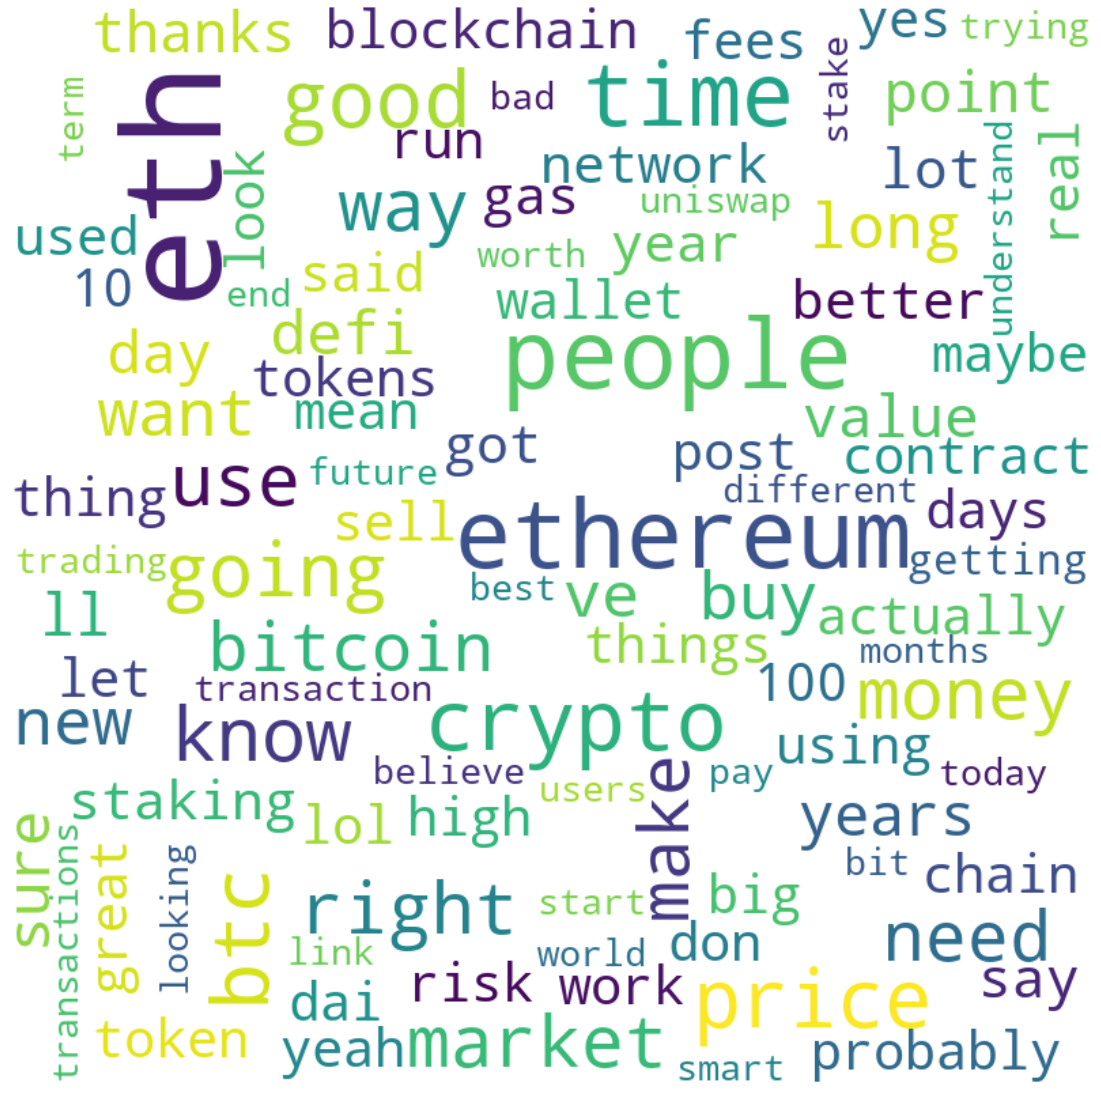 thanks
blockchain
fees
yes
trying
term
eth
good
bad
time
stake
point
run
network
lot
understand
real
look
way
gas
uniswap
long
used
10
end
said
worth
year
wallet
better
day
defi
tokens
people
maybe
want
mean
value
got
post
contract
thing
use
future
different
days
sell
ethereum
getting
trading
going
best
ve
buy
actually
ll
bitcoin
things
months
let
transaction
100
money
new
know
crypto
using
believe
users
make
pay
today
staking
lol
high
years
sure
transactions
great
looking
btc
right
start
big
bit
chain
link
world
don
need
dai
risk
work
price
say
token
yeah
market
smart
probably